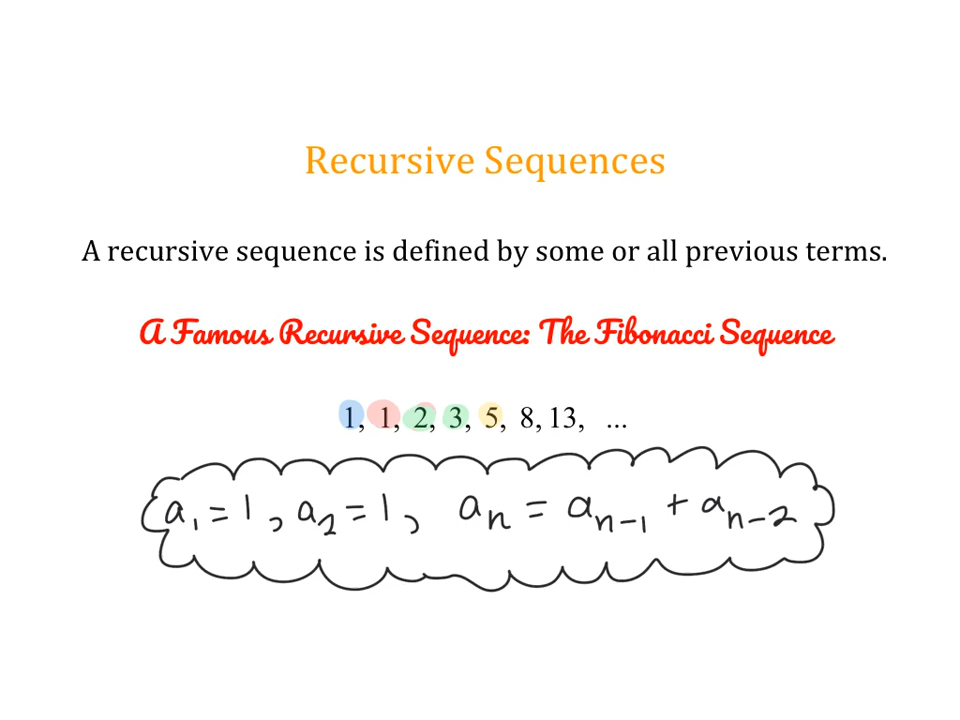 Recursive Sequences
A recursive sequence is defined by some or all previous terms.
A Famous Recursive Sequence: The Fibonacci Sequence
1, 1, 2, 3, 5, 8, 13, ...
a₁ = 1, a₂ = 1, aₙ = aₙ₋₁ + aₙ₋₂